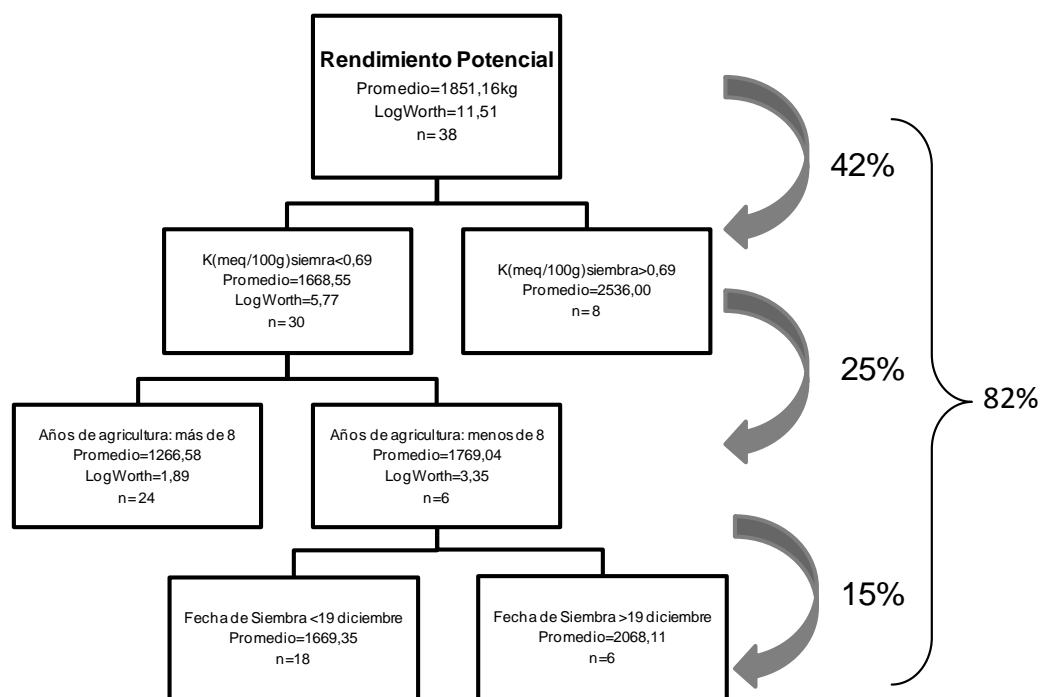 Rendimiento Potencial
Promedio=1851,16kg
LogWorth=11,51
n=38
42%
K(meq/100g)siemra<0,69
Promedio=1668,55
LogWorth=5,77
n=30
K(meq/100g)siembra>0,69
Promedio=2536,00
n=8
25%
82%
Años de agricultura: más de 8
Promedio=1266,58
LogWorth=1,89
n=24
Años de agricultura: menos de 8
Promedio=1769,04
LogWorth=3,35
n=6
15%
Fecha de Siembra <19 diciembre
Promedio=1669,35
n=18
Fecha de Siembra >19 diciembre
Promedio=2068,11
n=6